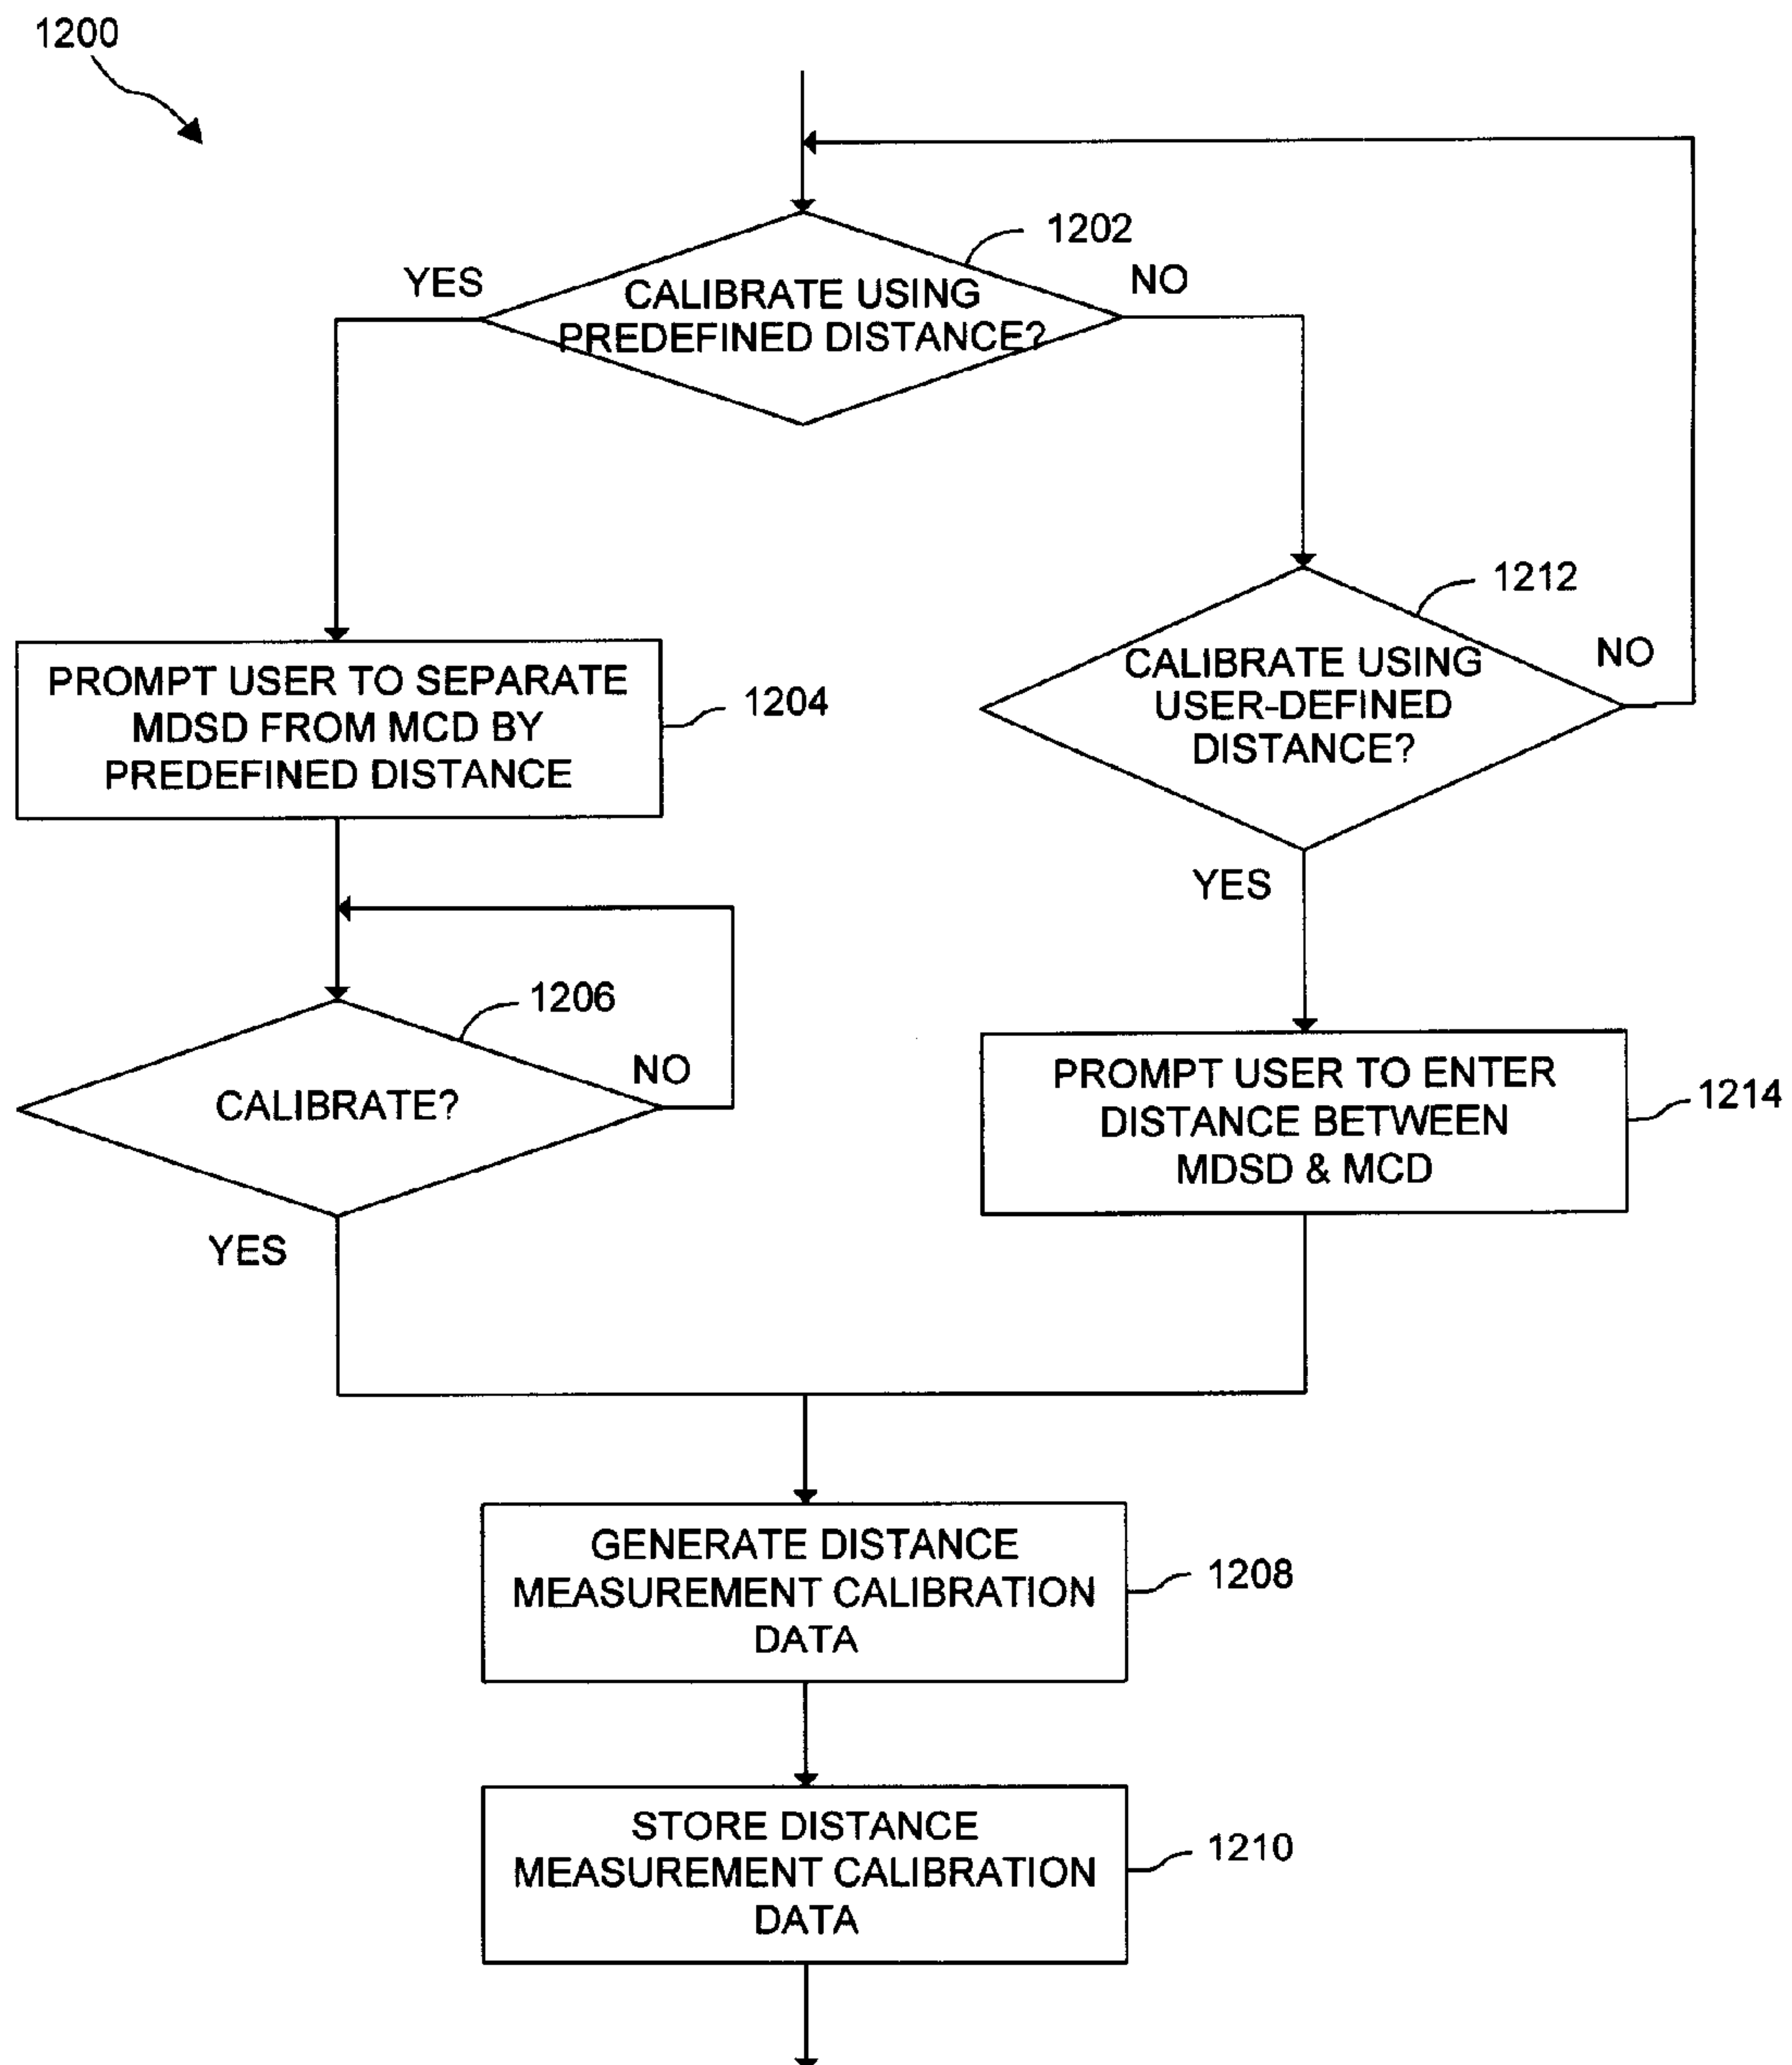 1200
1202
YES
NO
CALIBRATE USING
PREDEFINED DISTANCE?
1212
CALIBRATE USING
USER-DEFINED
DISTANCE?
NO
YES
PROMPT USER TO SEPARATE
MDSD FROM MCD BY
PREDEFINED DISTANCE
1204
1206
CALIBRATE?
NO
YES
PROMPT USER TO ENTER
DISTANCE BETWEEN
MDSD & MCD
1214
GENERATE DISTANCE
MEASUREMENT CALIBRATION
DATA
1208
STORE DISTANCE
MEASUREMENT CALIBRATION
DATA
1210